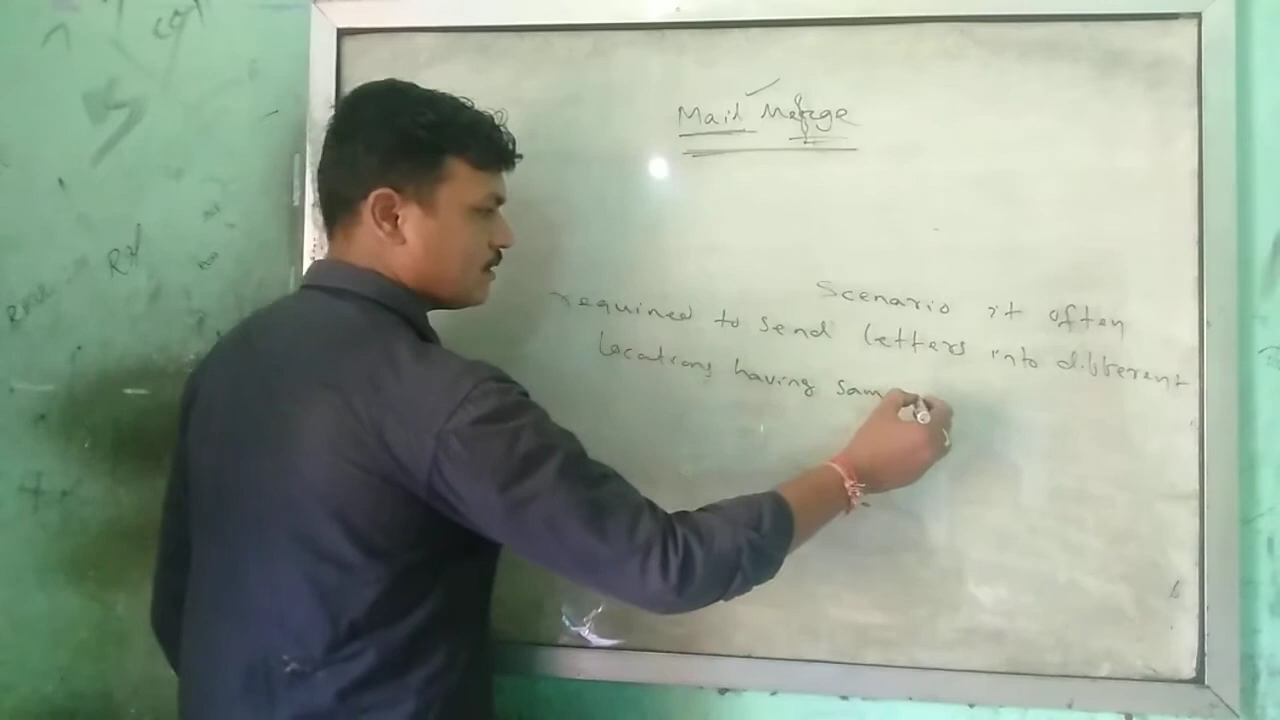 Mail Merge
Scenario it often
required to send letters into different
locations having sam